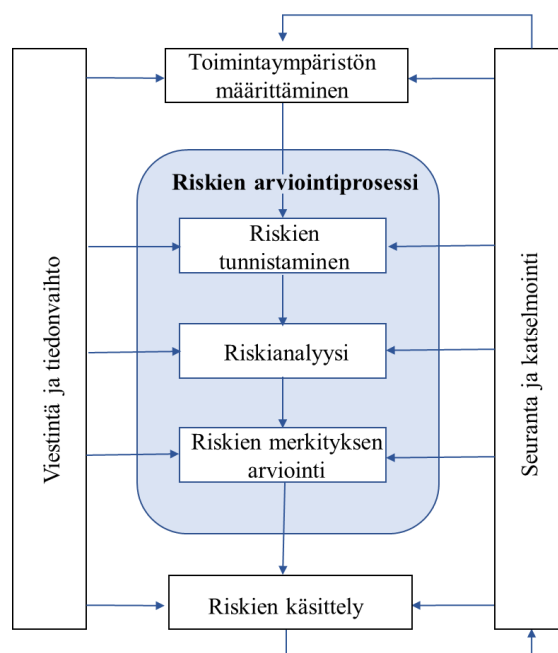 Toimintaympäristön
määrittäminen
Riskien arviointiprosessi
Riskien
tunnistaminen
Riskianalyysi
Riskien merkityksen
arviointi
Riskien käsittely
Viestintä ja tiedonvaihto
Seuranta ja katselmointi